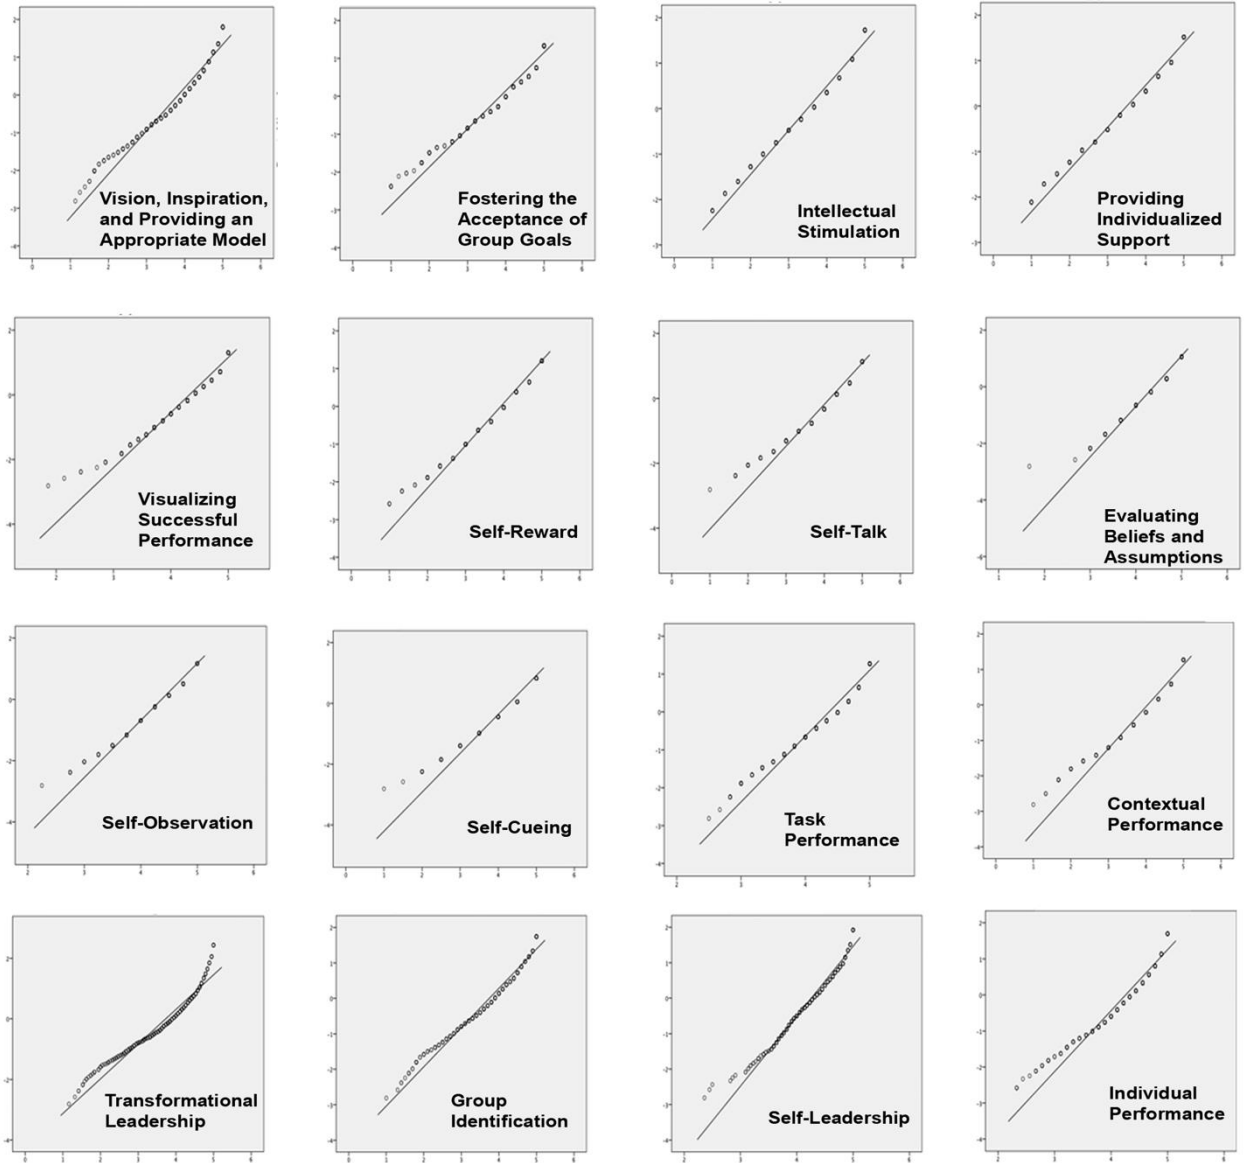 Vision, Inspiration,
and Providing an
Appropriate Model
Fostering the
Acceptance of
Group Goals
Intellectual
Stimulation
Providing
Individualized
Support
Visualizing
Successful
Performance
Self-Reward
Self-Talk
Evaluating
Beliefs and
Assumptions
Self-Observation
Self-Cueing
Task
Performance
Contextual
Performance
Transformational
Leadership
Group
Identification
Self-Leadership
Individual
Performance